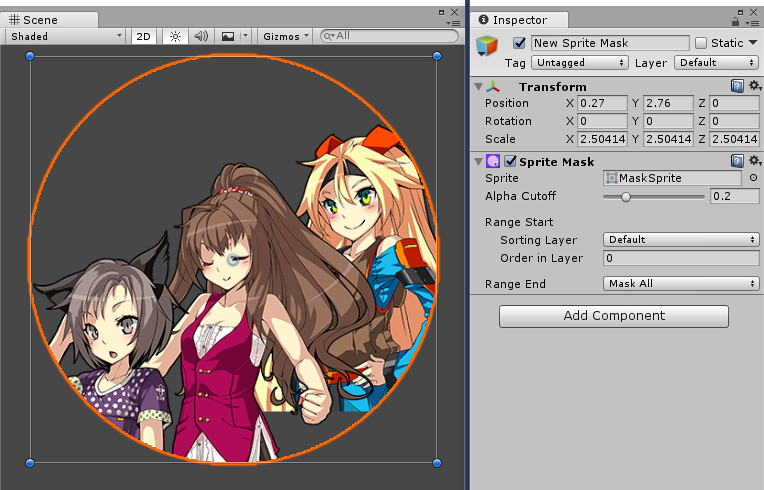 Scene
Shaded
2D
Gizmos
All
Inspector
New Sprite Mask
Static
Tag Untagged Layer Default
Transform
Position X 0.27 Y 2.76 Z 0
Rotation X 0 Y 0 Z 0
Scale X 2.50414 Y 2.50414 Z 2.50414
Sprite Mask
Sprite MaskSprite
Alpha Cutoff 0.2
Range Start
Sorting Layer Default
Order in Layer 0
Range End Mask All
Add Component